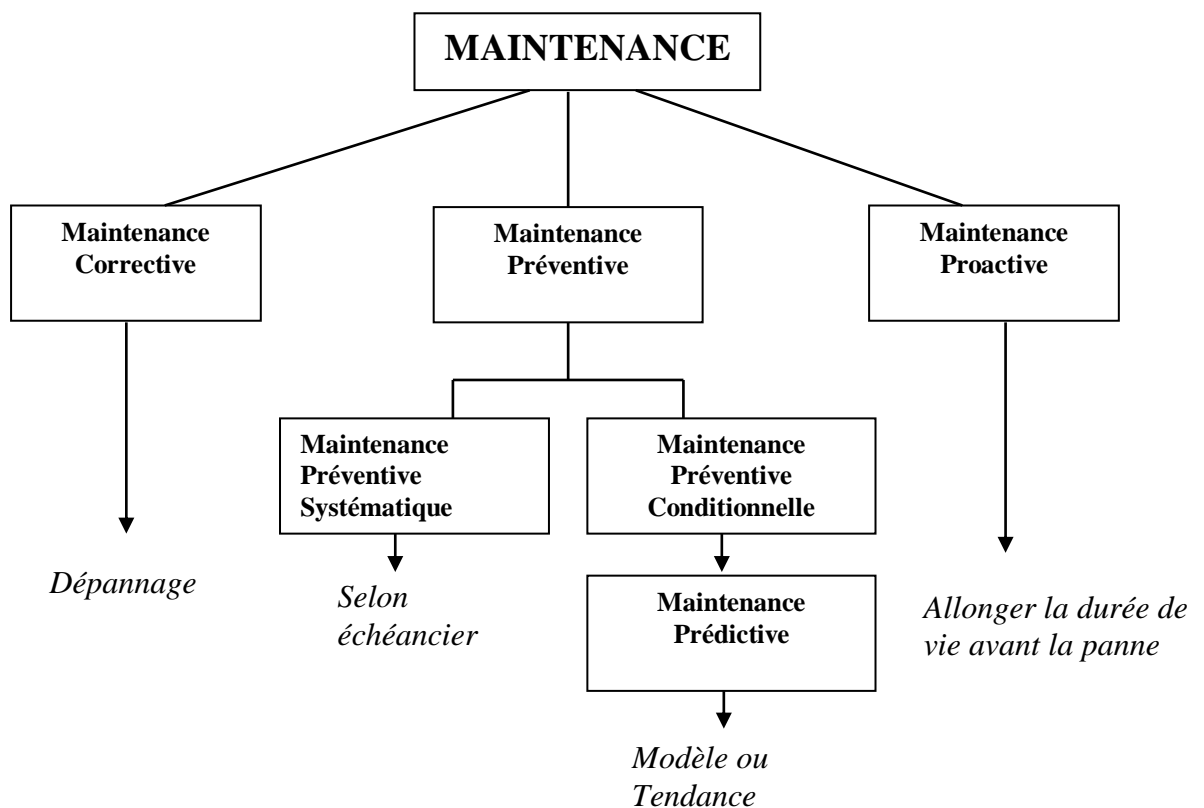 MAINTENANCE
Maintenance
Corrective
Maintenance
Préventive
Maintenance
Proactive
Maintenance
Préventive
Systématique
Maintenance
Préventive
Conditionnelle
Dépannage
Selon
échéancier
Maintenance
Prédictive
Allonger la durée de
vie avant la panne
Modèle ou
Tendance